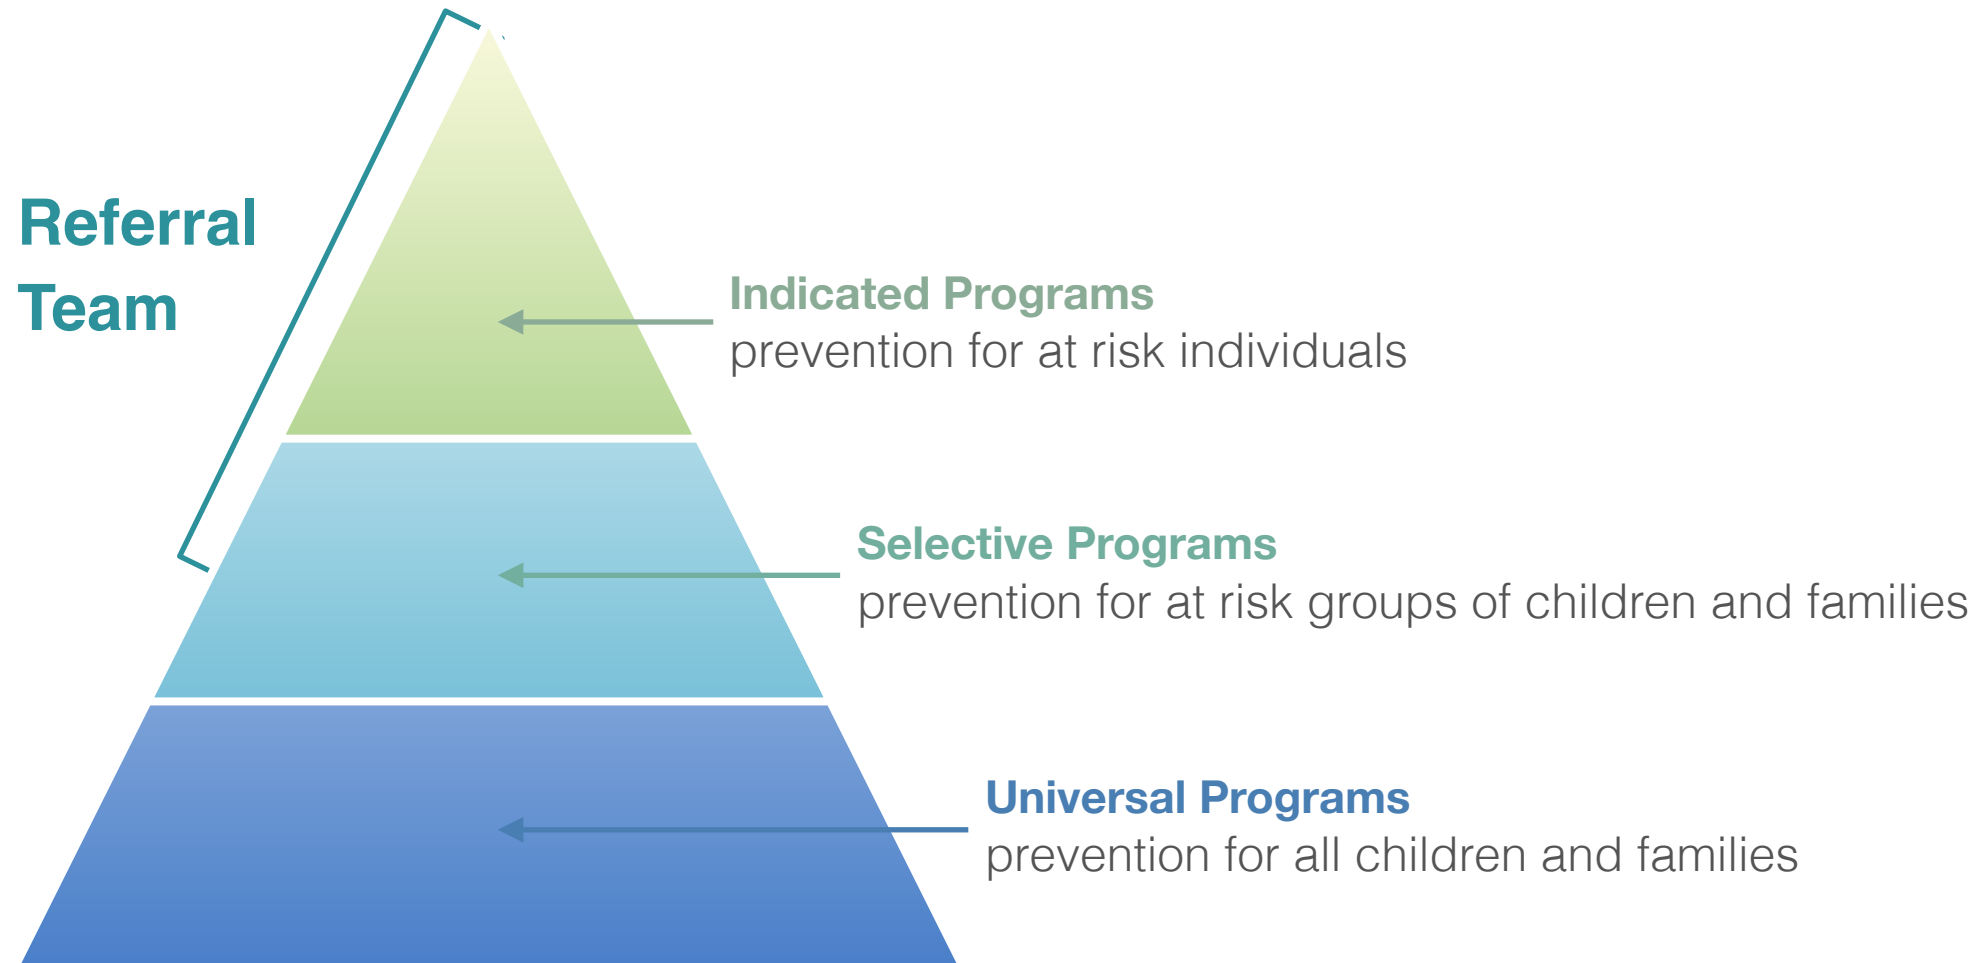 Referral
Team
Indicated Programs
prevention for at risk individuals
Selective Programs
prevention for at risk groups of children and families
Universal Programs
prevention for all children and families